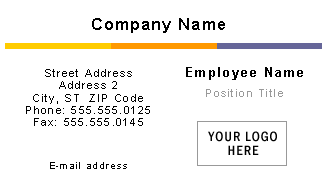 Company Name
Street Address
Address 2
City, ST ZIP Code
Phone: 555.555.0125
Fax: 555.555.0145
E-mail address
Employee Name
Position Title
YOUR LOGO
HERE